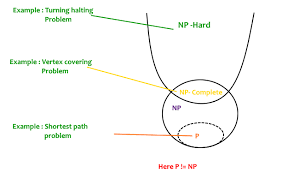 Example : Turning halting
Problem
NP -Hard
Example : Vertex covering
Problem
NP- Complete
NP
Example : Shortest path
problem
P
Here P != NP